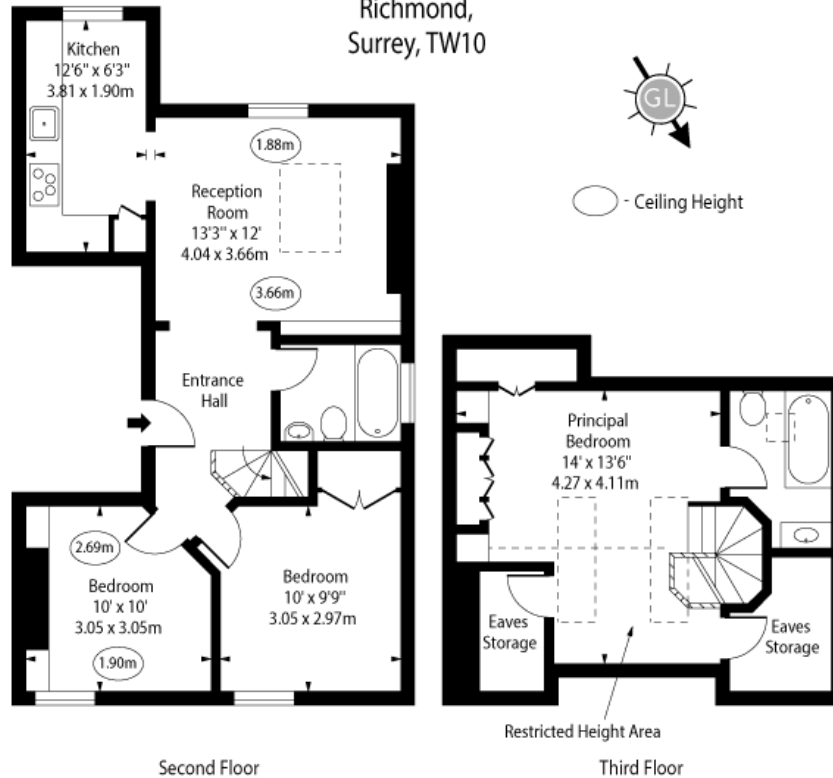 Richmond,
Surrey, TW10
GL
- Ceiling Height
Kitchen
12'6" x 6'3"
3.81 x 1.90m
1.88m
Reception
Room
13'3" x 12'
4.04 x 3.66m
3.66m
Entrance
Hall
2.69m
Bedroom
10' x 10'
3.05 x 3.05m
1.90m
Bedroom
10' x 9'9"
3.05 x 2.97m
Second Floor
Principal
Bedroom
14' x 13'6"
4.27 x 4.11m
Eaves
Storage
Eaves
Storage
Restricted Height Area
Third Floor